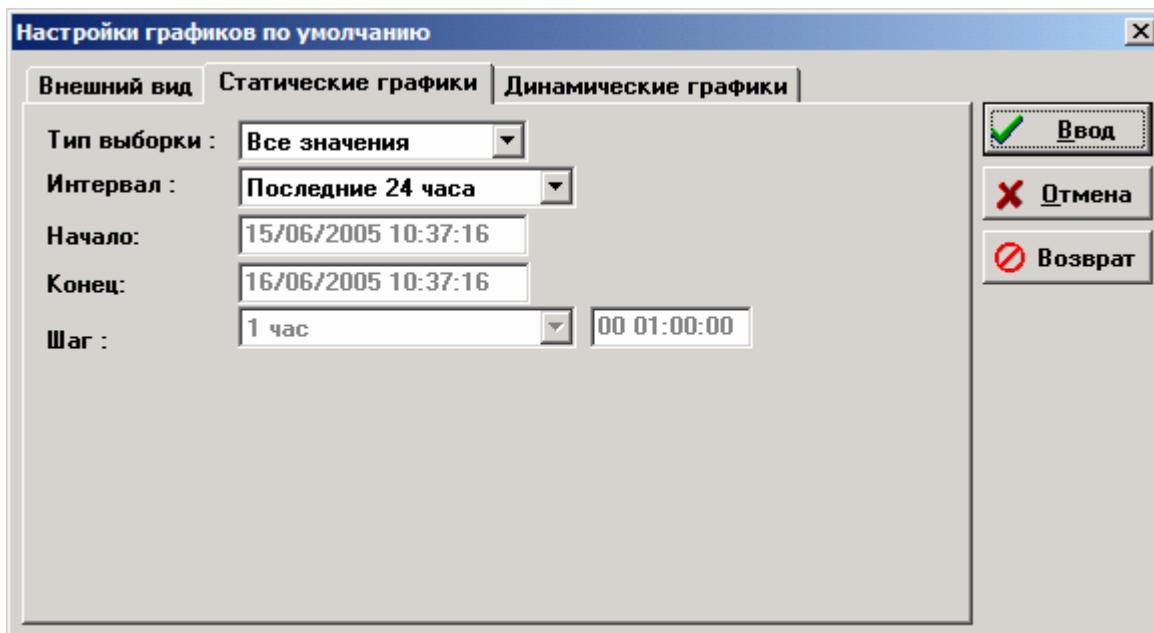 Настройки графиков по умолчанию
Внешний вид Статические графики Динамические графики
Тип выборки : Все значения
Интервал : Последние 24 часа
Начало: 15/06/2005 10:37:16
Конец: 16/06/2005 10:37:16
Шаг : 1 час 00 01:00:00
Ввод
Отмена
Возврат